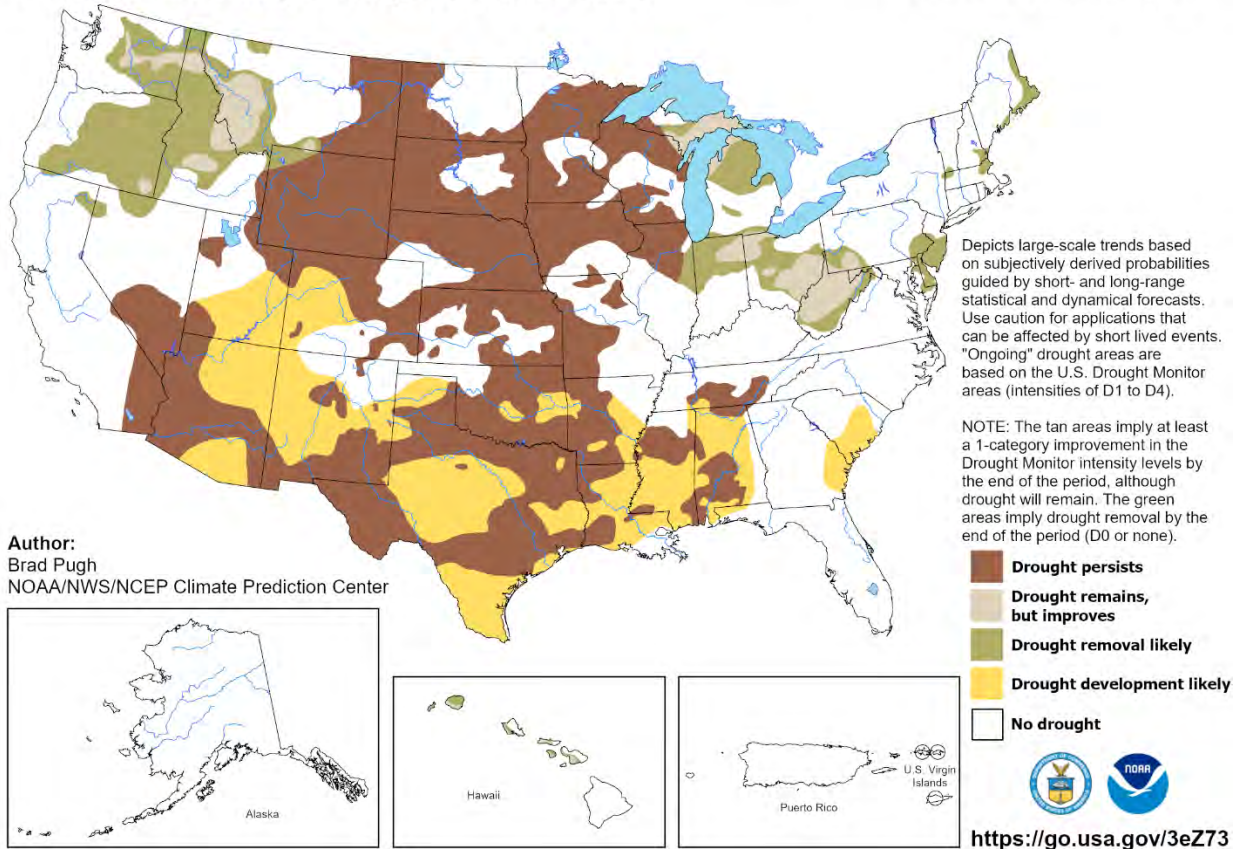 Depicts large-scale trends based
on subjectively derived probabilities
guided by short- and long-range
statistical and dynamical forecasts.
Use caution for applications that
can be affected by short lived events.
"Ongoing" drought areas are
based on the U.S. Drought Monitor
areas (intensities of D1 to D4).
NOTE: The tan areas imply at least
a 1-category improvement in the
Drought Monitor intensity levels by
the end of the period, although
drought will remain. The green
areas imply drought removal by the
end of the period (D0 or none).
Author:
Brad Pugh
NOAA/NWS/NCEP Climate Prediction Center
Drought persists
Drought remains,
but improves
Drought removal likely
Drought development likely
No drought
Alaska
Hawaii
Puerto Rico
U.S. Virgin
Islands
NOAA
https://go.usa.gov/3eZ73